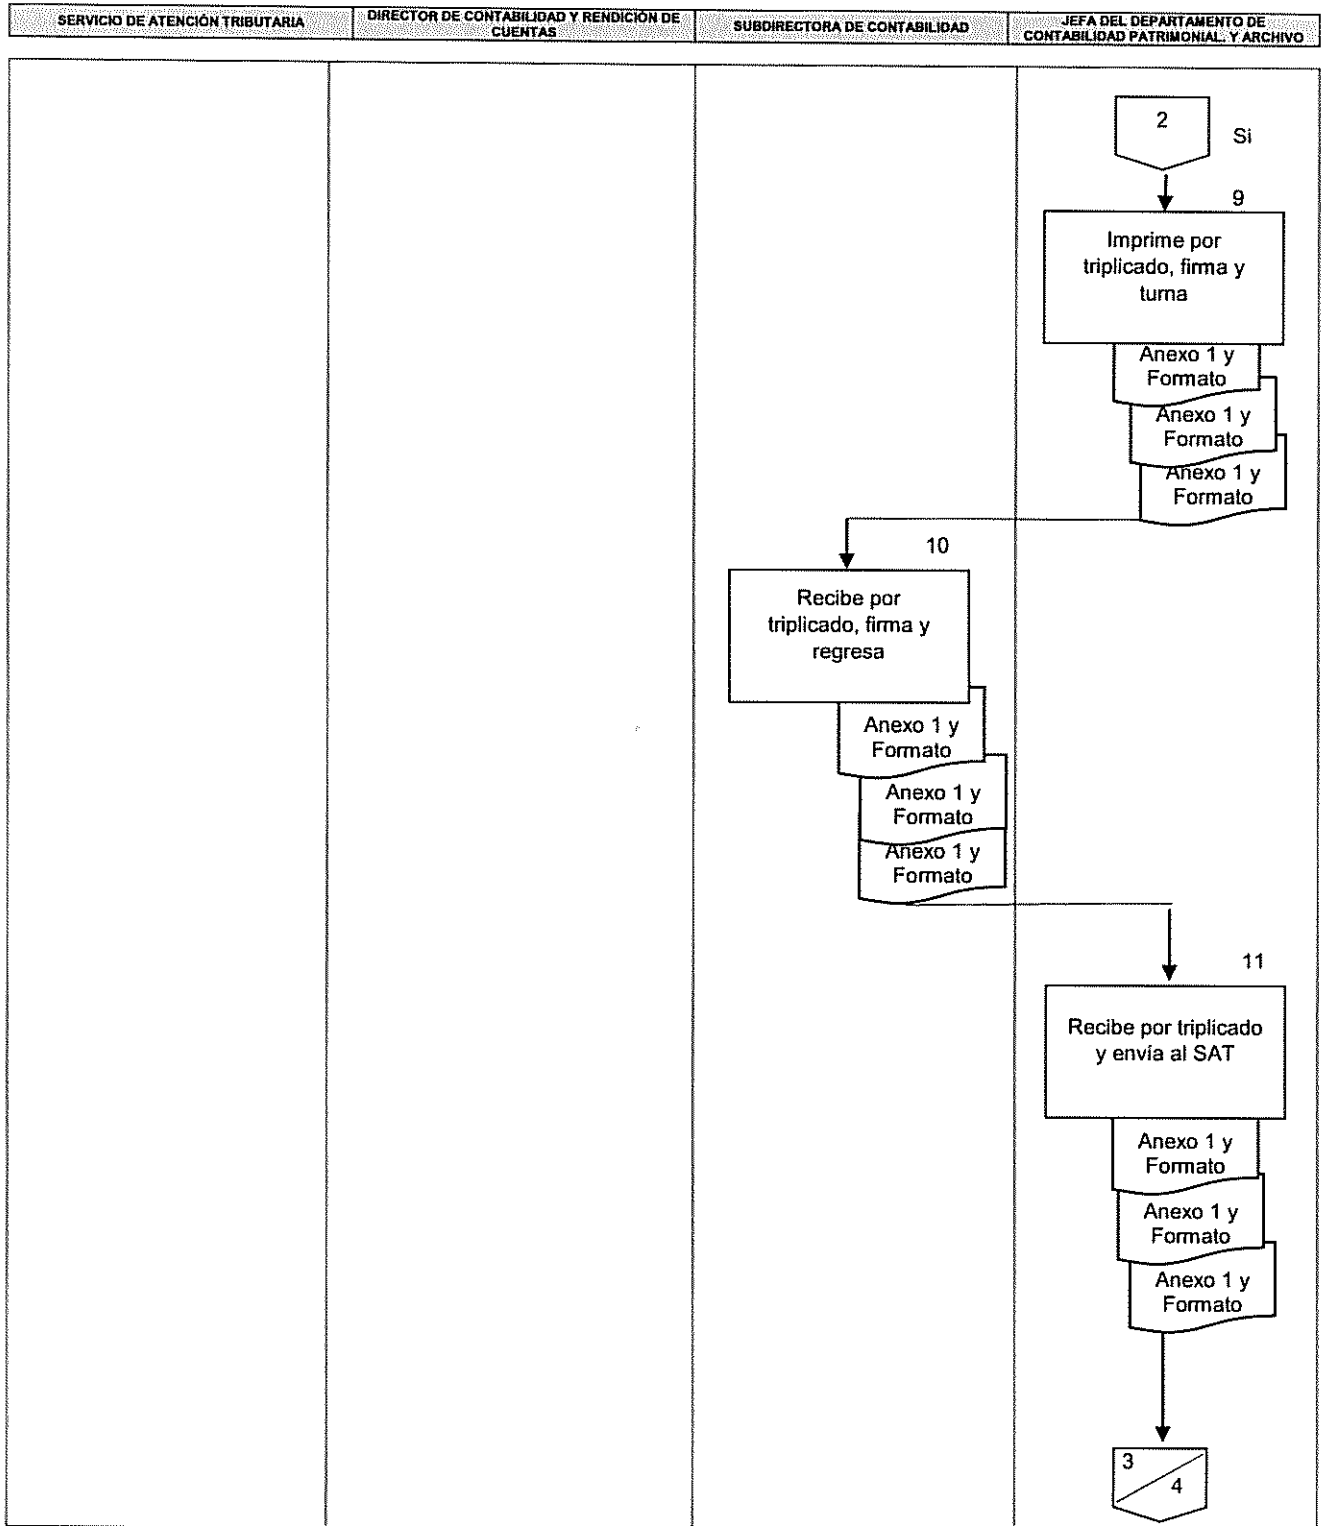 SERVICIO DE ATENCIÓN TRIBUTARIA
DIRECTOR DE CONTABILIDAD Y RENDICIÓN DE
CUENTAS
SUBDIRECTORA DE CONTABILIDAD
JEFA DEL DEPARTAMENTO DE
CONTABILIDAD PATRIMONIAL. Y ARCHIVO
2
Si
9
Imprime por
triplicado, firma y
turna
Anexo 1 y
Formato
Anexo 1 y
Formato
Anexo 1 y
Formato
10
Recibe por
triplicado, firma y
regresa
Anexo 1 y
Formato
Anexo 1 y
Formato
Anexo 1 y
Formato
11
Recibe por triplicado
y envía al SAT
Anexo 1 y
Formato
Anexo 1 y
Formato
Anexo 1 y
Formato
3
4